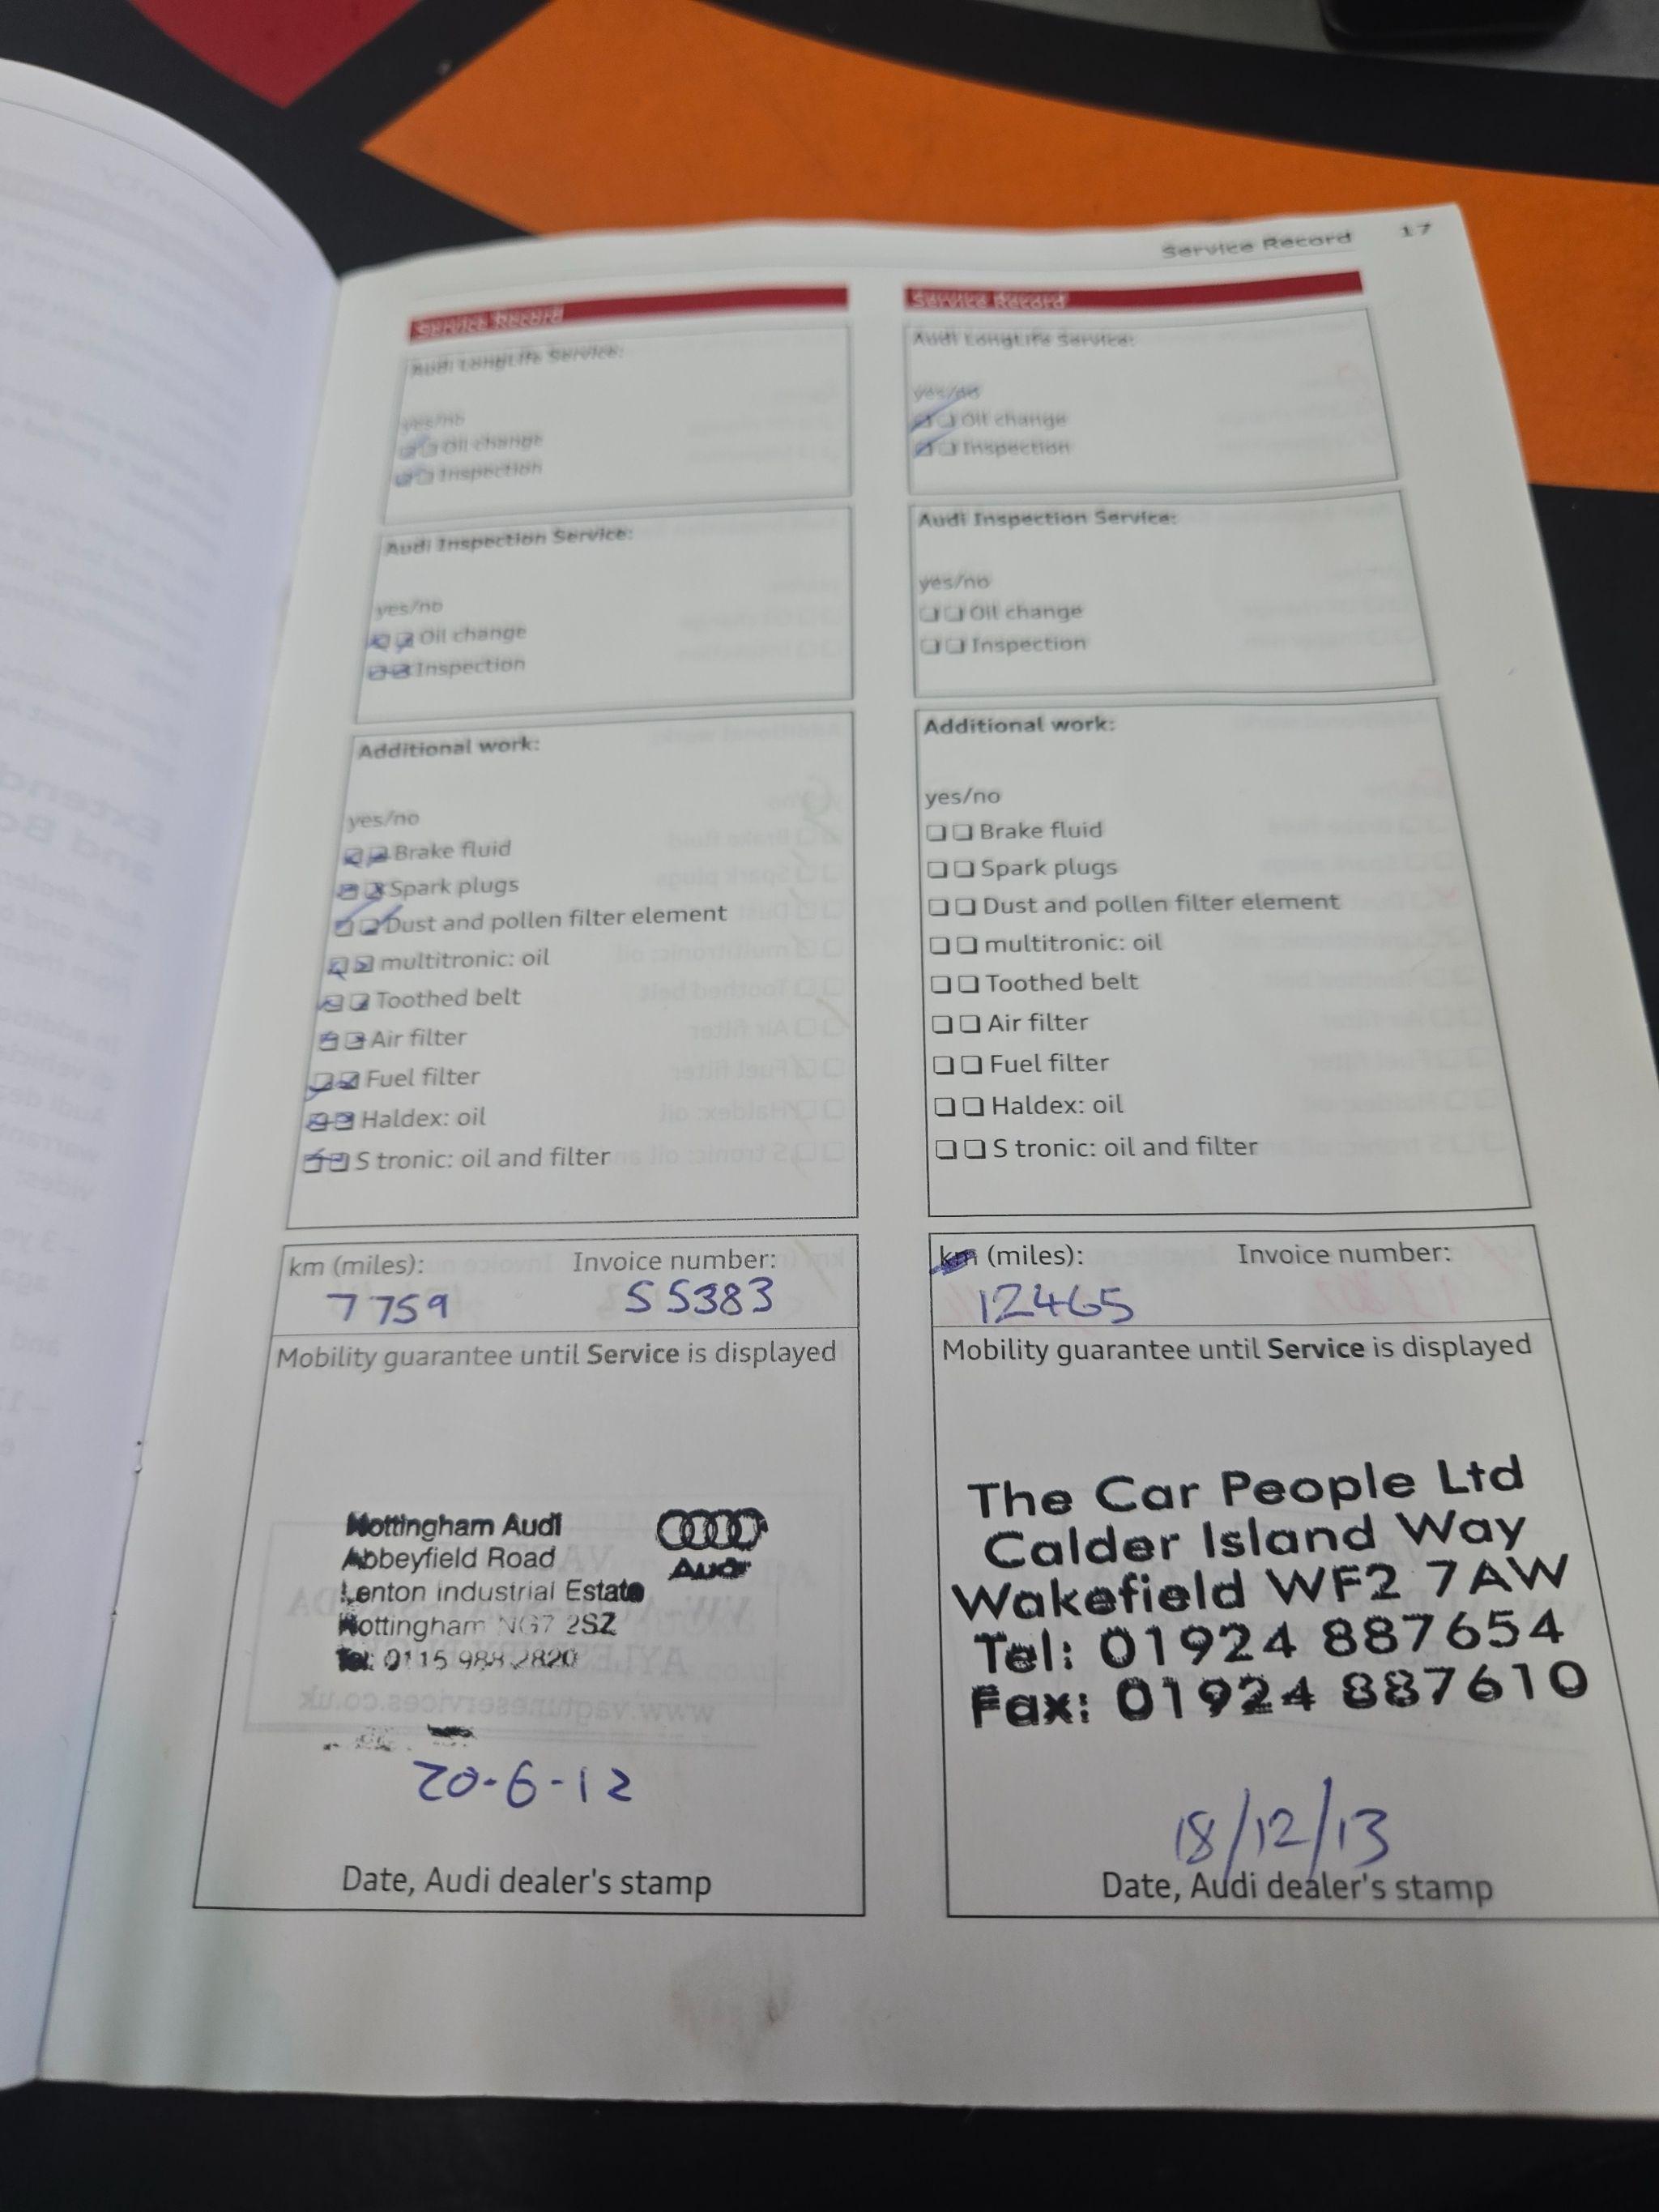 Service Record 17
Service Record
Audi LongLife Service:
yes/no
Oil change
Inspection
Audi Inspection Service:
yes/no
Oil change
Inspection
Additional work:
yes/no
Brake fluid
Spark plugs
Dust and pollen filter element
multitronic: oil
Toothed belt
Air filter
Fuel filter
Haldex: oil
S tronic: oil and filter
km (miles): Invoice number:
7759 55383
Mobility guarantee until Service is displayed
Nottingham Audi
Abbeyfield Road
Lenton Industrial Estate
Nottingham NG7 2SZ
Tel: 0115 988 2820
Audi
20-6-12
Date, Audi dealer's stamp
Service Record
Audi LongLife Service:
yes/no
Oil change
Inspection
Audi Inspection Service:
yes/no
Oil change
Inspection
Additional work:
yes/no
Brake fluid
Spark plugs
Dust and pollen filter element
multitronic: oil
Toothed belt
Air filter
Fuel filter
Haldex: oil
S tronic: oil and filter
km (miles): Invoice number:
12465
Mobility guarantee until Service is displayed
The Car People Ltd
Calder Island Way
Wakefield WF2 7AW
Tel: 01924 887654
Fax: 01924 887610
18/12/13
Date, Audi dealer's stamp